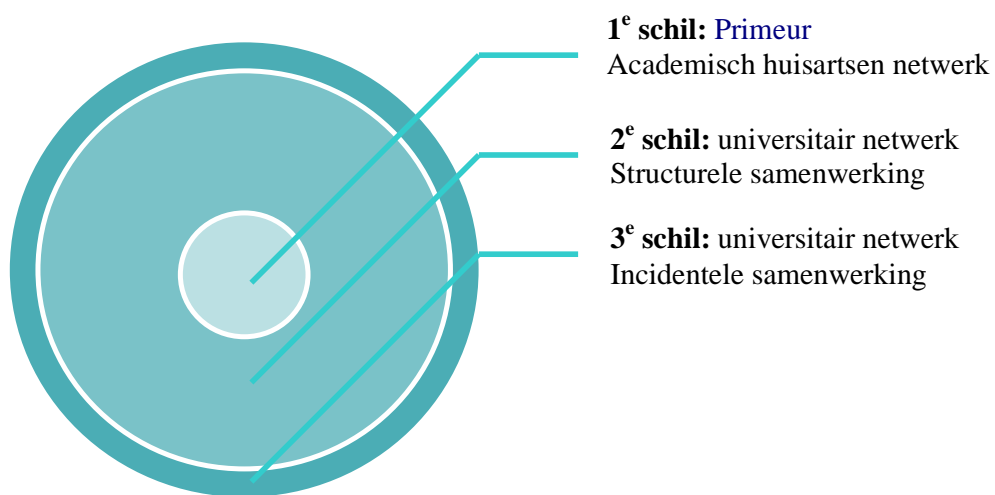 1e schil: Primeur
Academisch huisartsen netwerk
2e schil: universitair netwerk
Structurele samenwerking
3e schil: universitair netwerk
Incidentele samenwerking